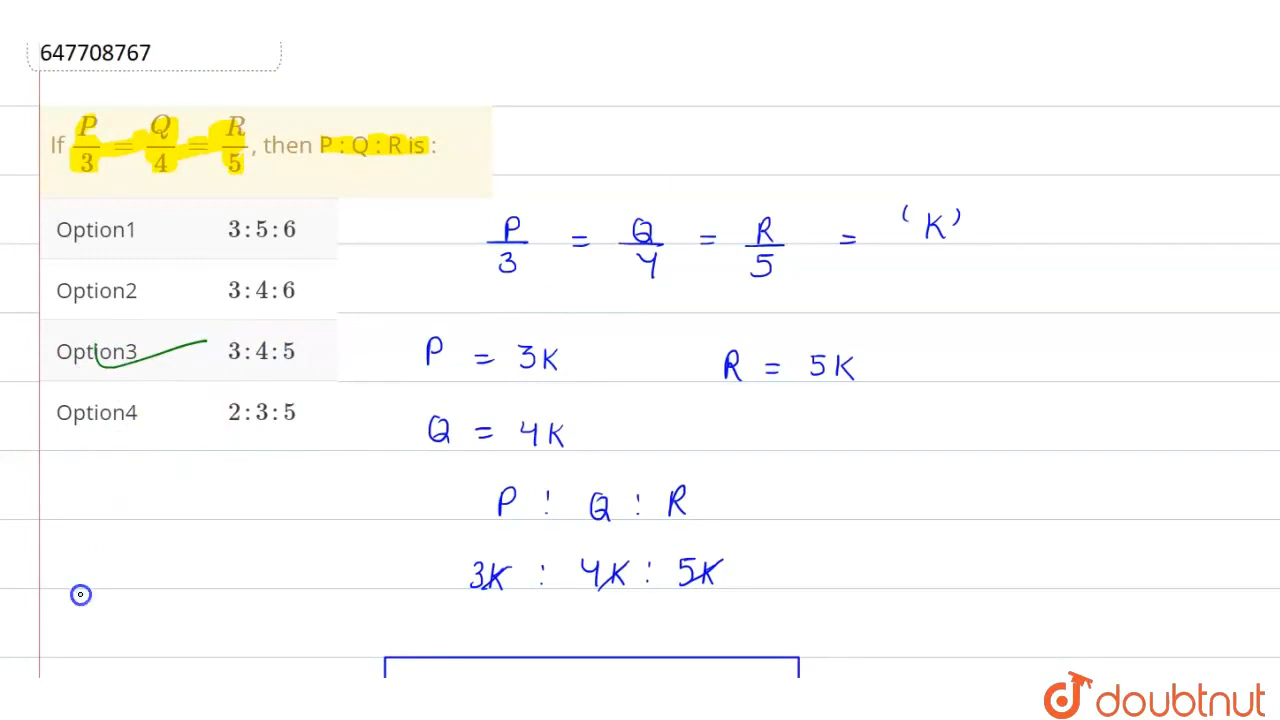 647708767
If P/3 = Q/4 = R/5, then P : Q : R is :
Option1 3 : 5 : 6
Option2 3 : 4 : 6
Option3 3 : 4 : 5
Option4 2 : 3 : 5
P/3 = Q/4 = R/5 = (K)
P = 3K R = 5K
Q = 4K
P : Q : R
3K : 4K : 5K
doubtnut